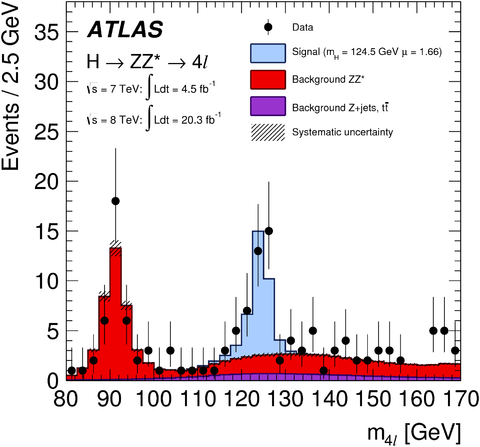 Events / 2.5 GeV
35
30
25
20
15
10
5
0
ATLAS
H → ZZ* → 4l
√s = 7 TeV: ∫Ldt = 4.5 fb⁻¹
√s = 8 TeV: ∫Ldt = 20.3 fb⁻¹
Data
Signal (m_H = 124.5 GeV μ = 1.66)
Background ZZ*
Background Z+jets, tt̄
Systematic uncertainty
80 90 100 110 120 130 140 150 160 170
m₄ₗ [GeV]